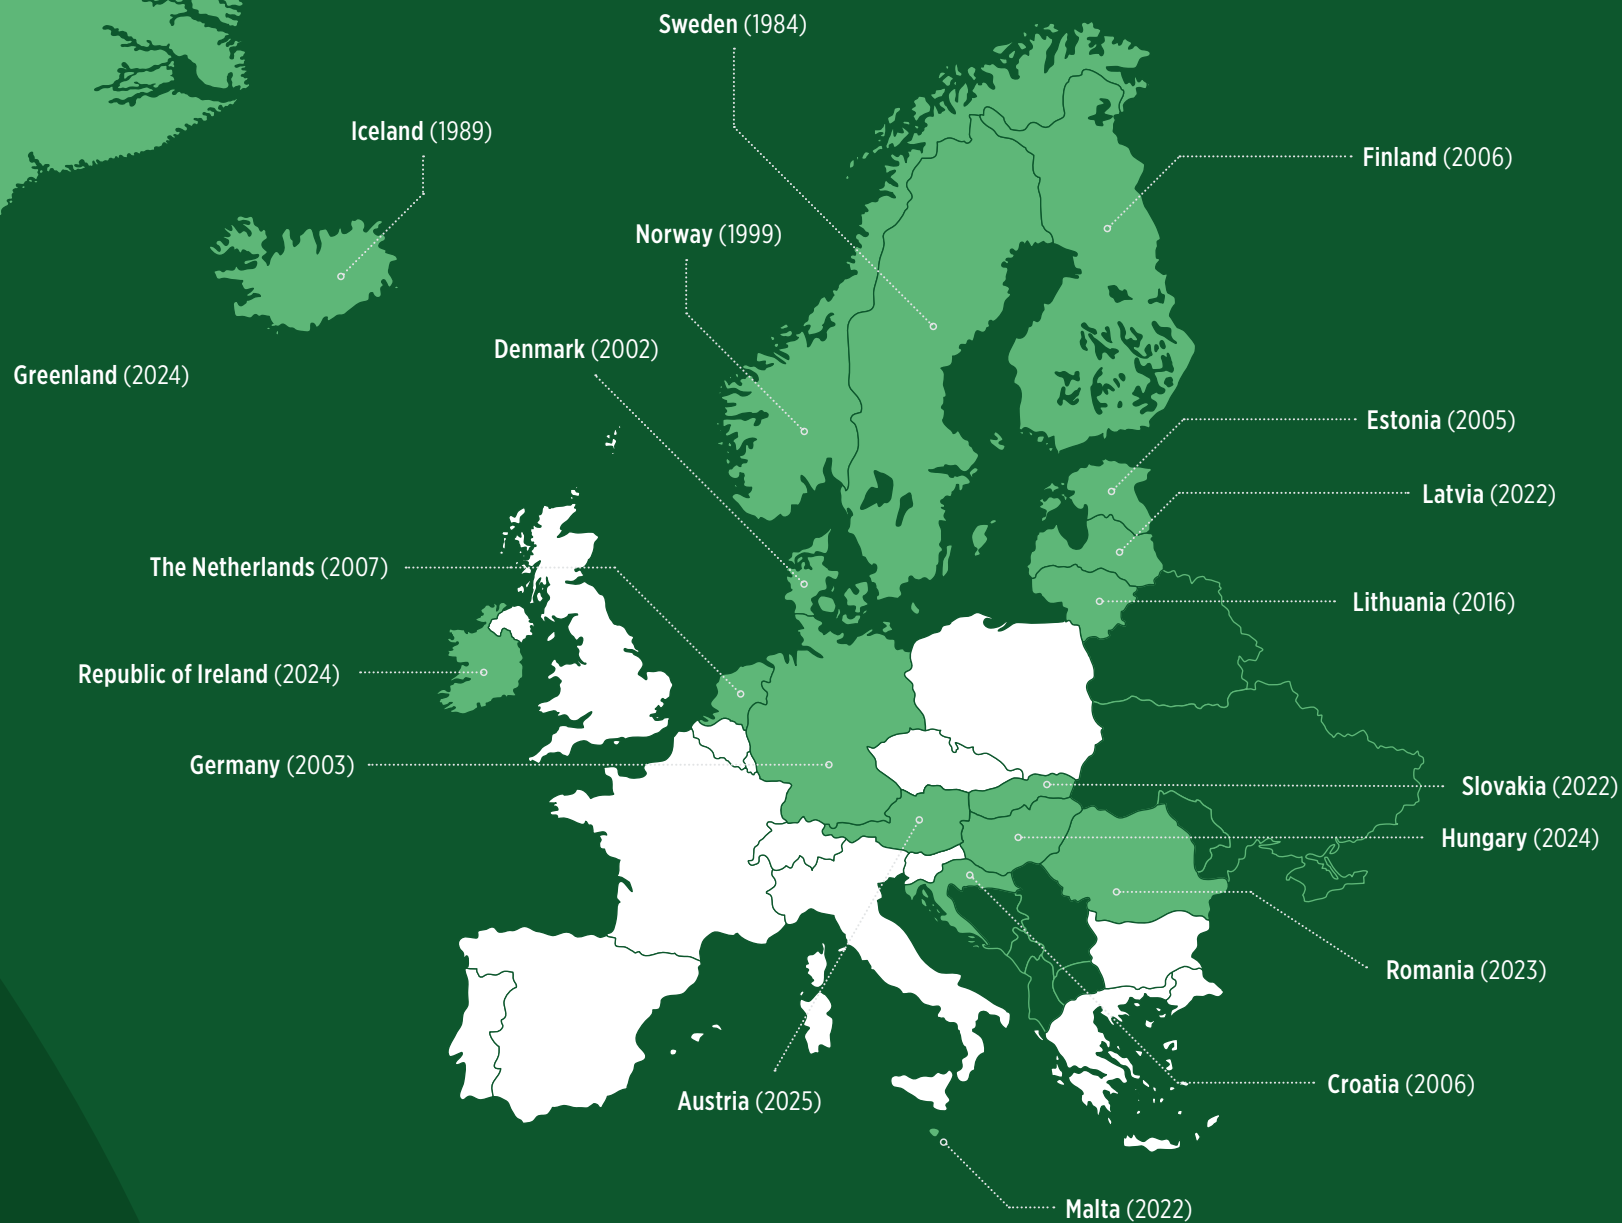 Sweden (1984)
Iceland (1989)
Finland (2006)
Norway (1999)
Denmark (2002)
Greenland (2024)
Estonia (2005)
Latvia (2022)
The Netherlands (2007)
Lithuania (2016)
Republic of Ireland (2024)
Germany (2003)
Slovakia (2022)
Hungary (2024)
Romania (2023)
Croatia (2006)
Austria (2025)
Malta (2022)